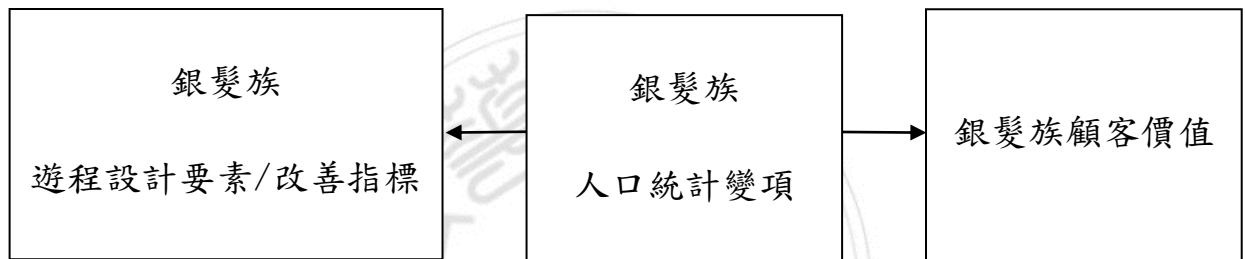 銀髮族
遊程設計要素/改善指標
銀髮族
人口統計變項
銀髮族顧客價值